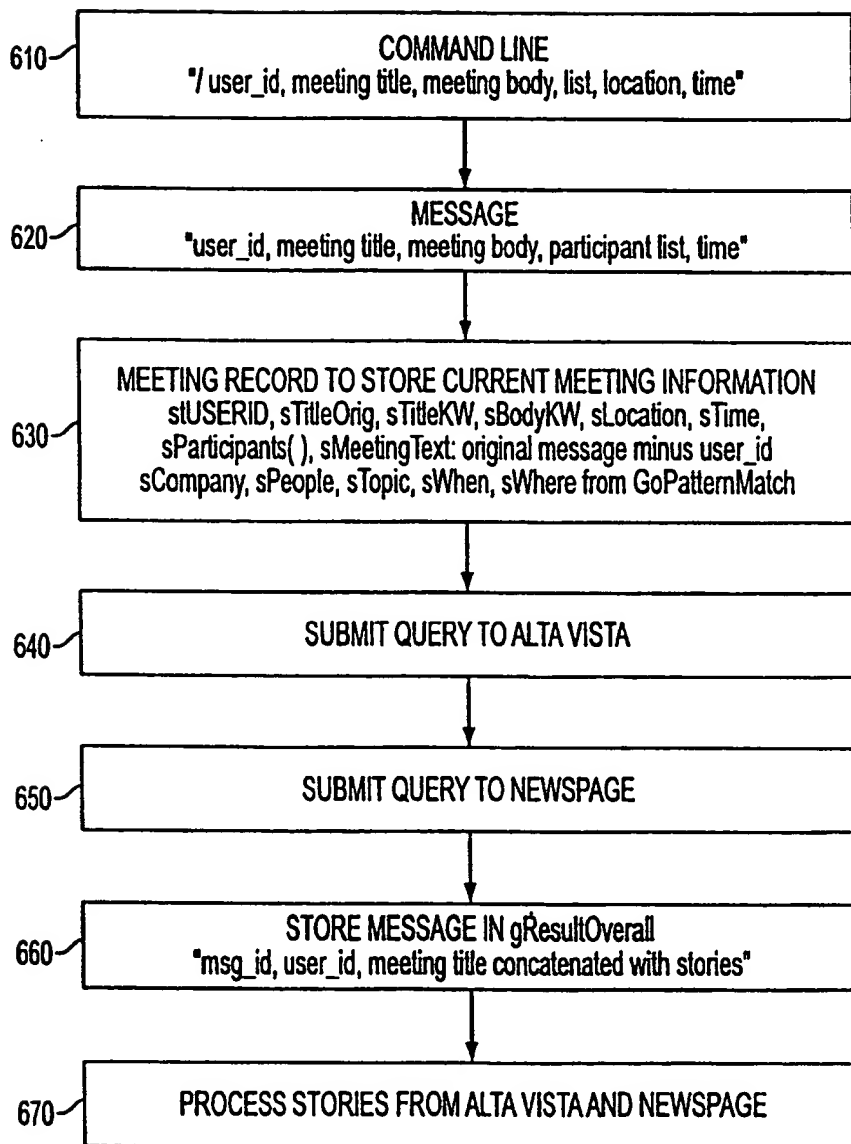 610
COMMAND LINE
"/ user_id, meeting title, meeting body, list, location, time"
620
MESSAGE
"user_id, meeting title, meeting body, participant list, time"
630
MEETING RECORD TO STORE CURRENT MEETING INFORMATION
stUSERID, sTitleOrig, sTitleKW, sBodyKW, sLocation, sTime,
sParticipants( ), sMeetingText: original message minus user_id
sCompany, sPeople, sTopic, sWhen, sWhere from GoPatternMatch
640
SUBMIT QUERY TO ALTA VISTA
650
SUBMIT QUERY TO NEWSPAGE
660
STORE MESSAGE IN gResultOverall
"msg_id, user_id, meeting title concatenated with stories"
670
PROCESS STORIES FROM ALTA VISTA AND NEWSPAGE